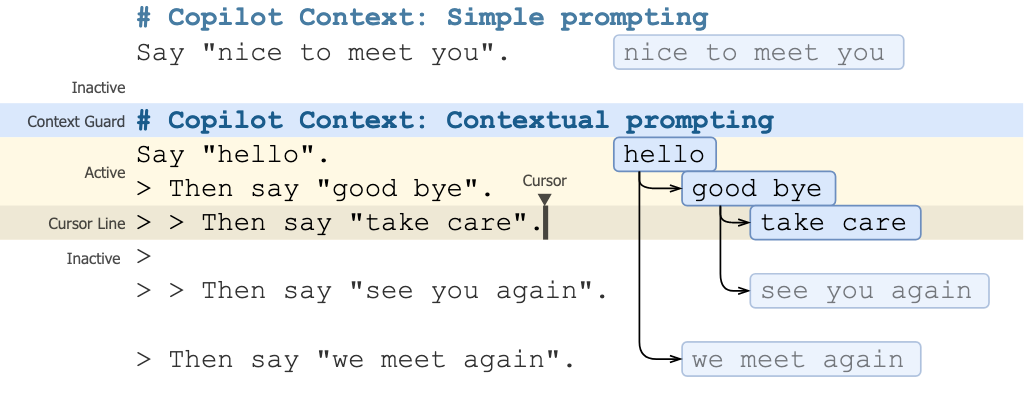 # Copilot Context: Simple prompting
Say "nice to meet you". nice to meet you
Inactive
Context Guard # Copilot Context: Contextual prompting
Say "hello". hello
Active
> Then say "good bye". Cursor good bye
Cursor Line > > Then say "take care". take care
Inactive >
> > Then say "see you again". see you again
> Then say "we meet again". we meet again